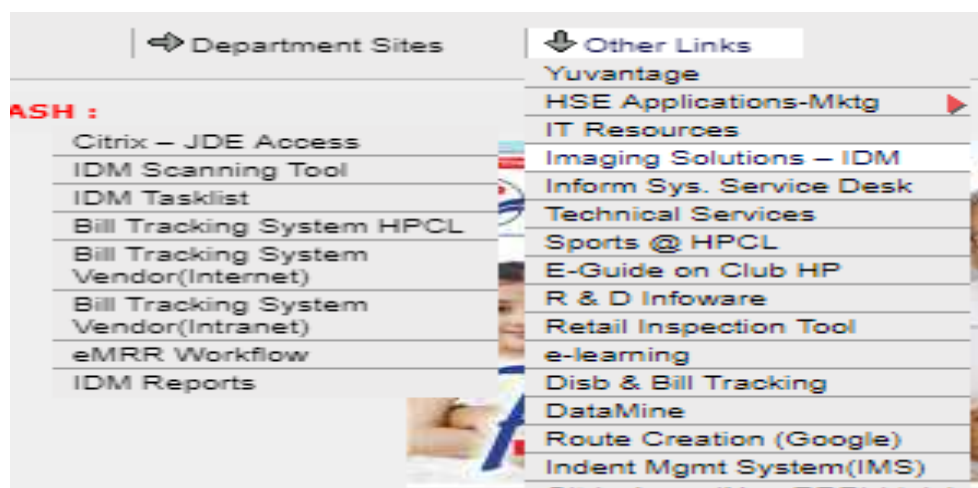 Department Sites
Other Links
ASH :
Citrix – JDE Access
IDM Scanning Tool
IDM Tasklist
Bill Tracking System HPCL
Bill Tracking System
Vendor(Internet)
Bill Tracking System
Vendor(Intranet)
eMRR Workflow
IDM Reports
Yuvantage
HSE Applications-Mktg
IT Resources
Imaging Solutions – IDM
Inform Sys. Service Desk
Technical Services
Sports @ HPCL
E-Guide on Club HP
R & D Infoware
Retail Inspection Tool
e-learning
Disb & Bill Tracking
DataMine
Route Creation (Google)
Indent Mgmt System(IMS)